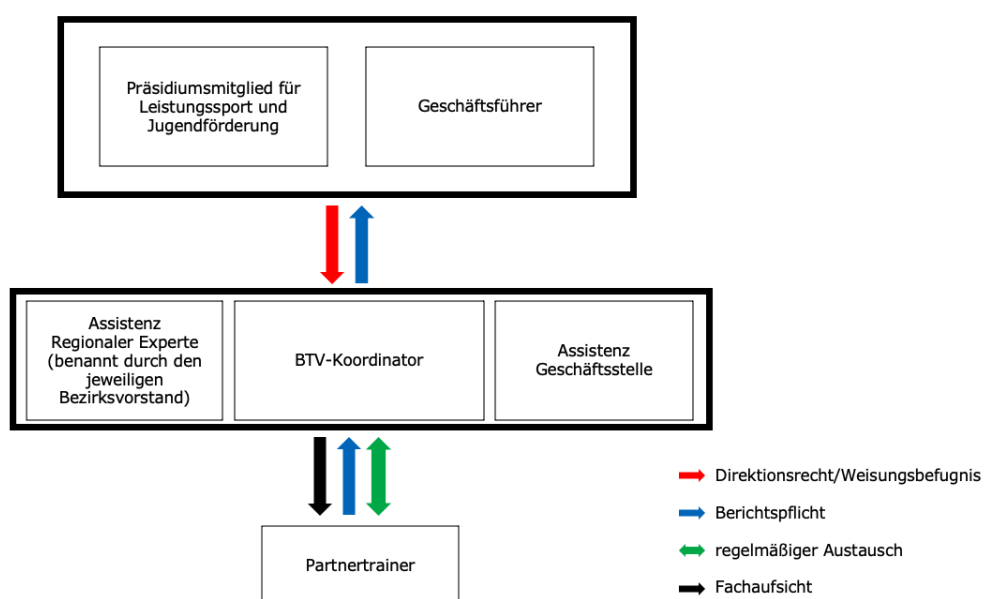 Präsidiumsmitglied für
Leistungssport und
Jugendförderung
Geschäftsführer
Assistenz
Regionaler Experte
(benannt durch den
jeweiligen
Bezirksvorstand)
BTV-Koordinator
Assistenz
Geschäftsstelle
Partnertrainer
Direktionsrecht/Weisungsbefugnis
Berichtspflicht
regelmäßiger Austausch
Fachaufsicht